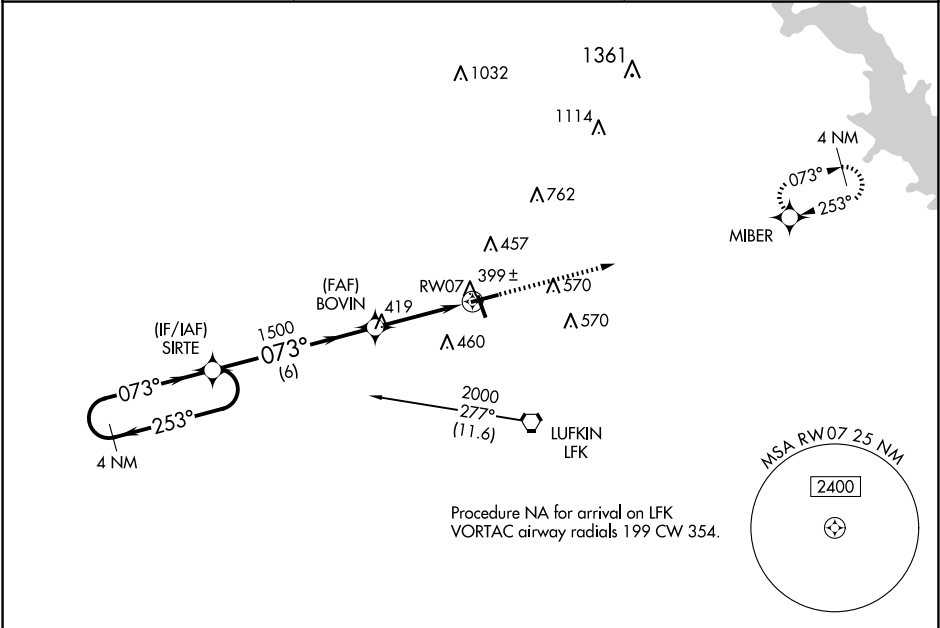 1032
1361
1114
4 NM
073°
253°
762
MIBER
457
(FAF)
BOVIN
RW07
399 ±
570
419
570
(IF/IAF)
SIRTE
1500
073°
(6)
460
073°
253°
4 NM
2000
277°
(11.6)
LUFKIN
LFK
MSA RW07 25 NM
2400
Procedure NA for arrival on LFK
VORTAC airway radials 199 CW 354.